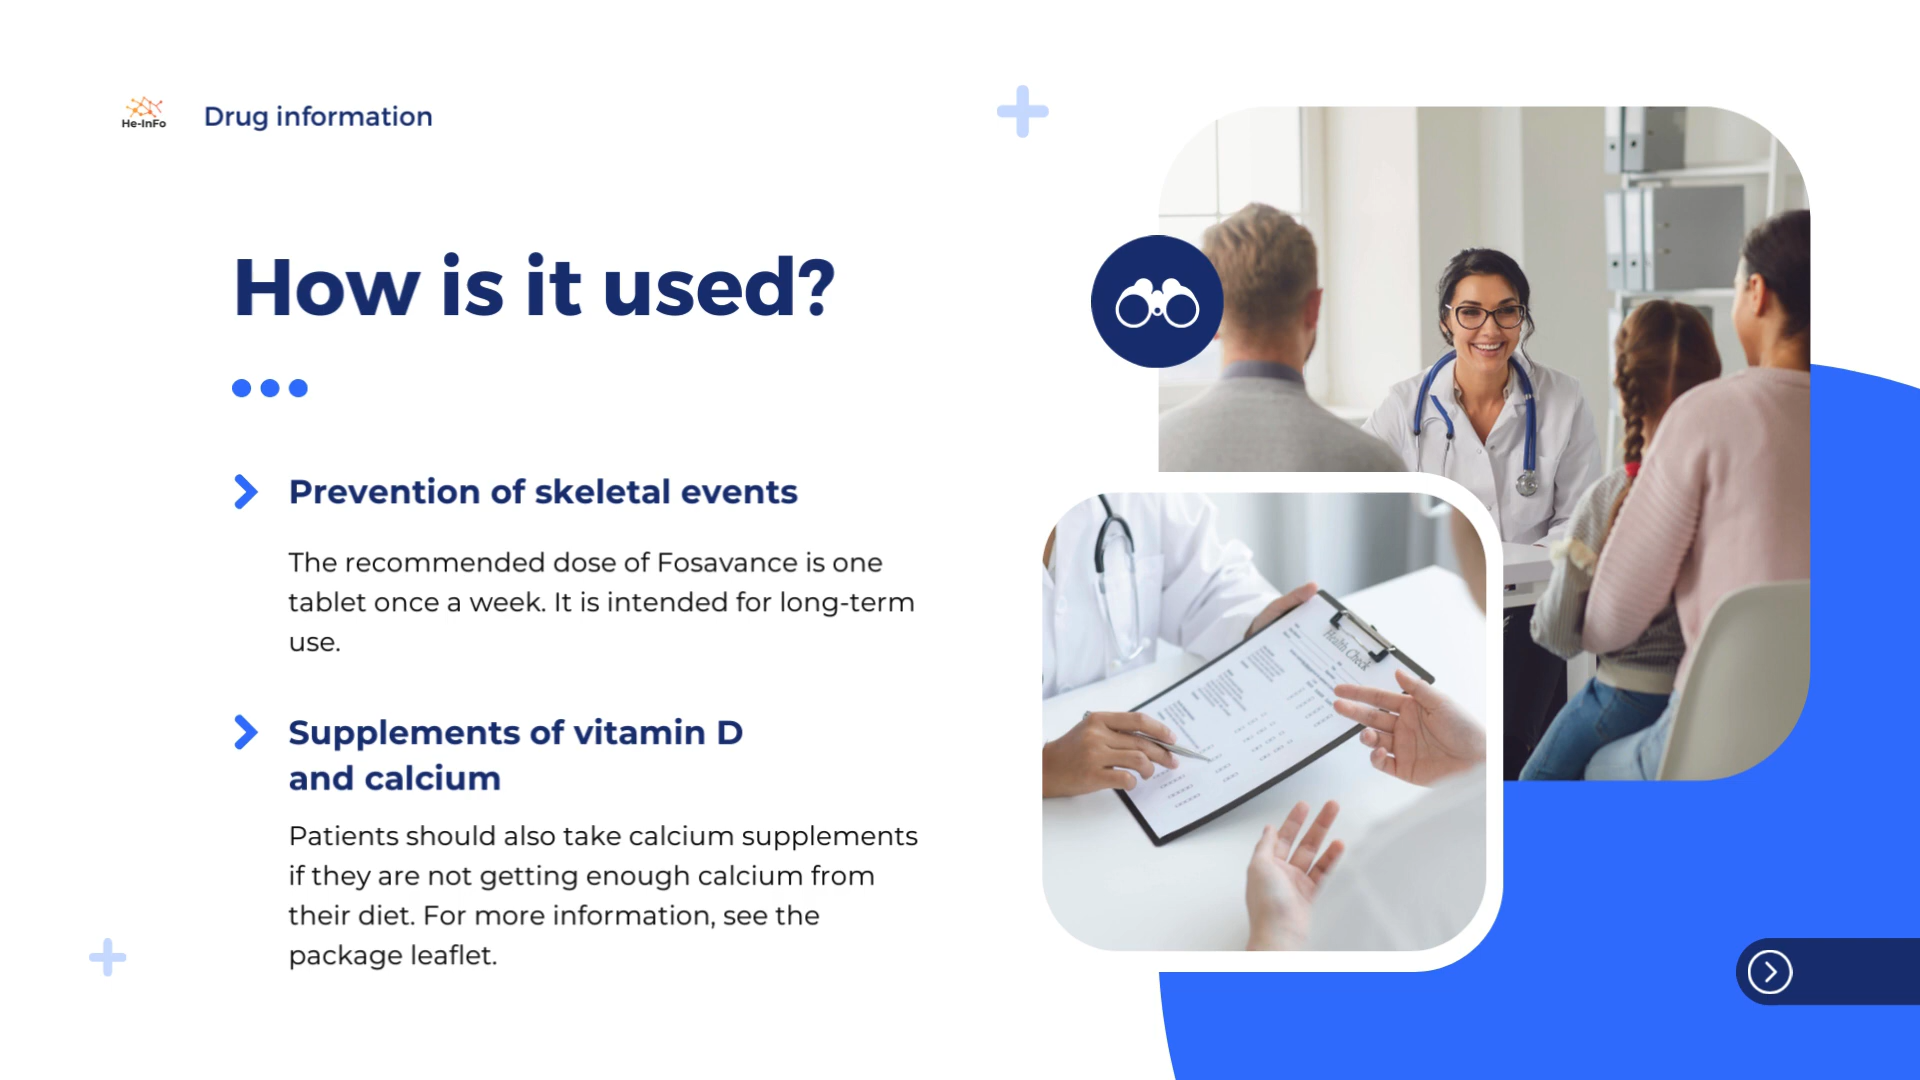 He-InFo
Drug information
How is it used?
Prevention of skeletal events
The recommended dose of Fosavance is one
tablet once a week. It is intended for long-term
use.
Supplements of vitamin D
and calcium
Patients should also take calcium supplements
if they are not getting enough calcium from
their diet. For more information, see the
package leaflet.
Health Check